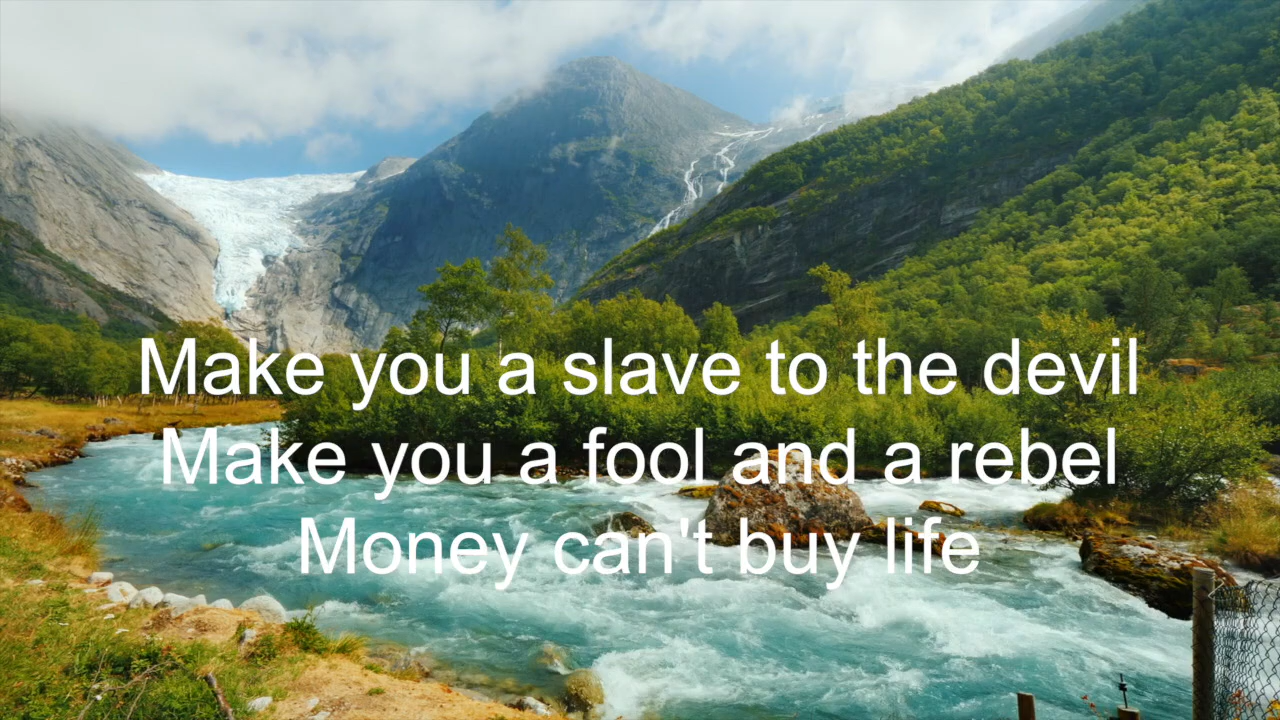 Make you a slave to the devil
Make you a fool and a rebel
Money can't buy life